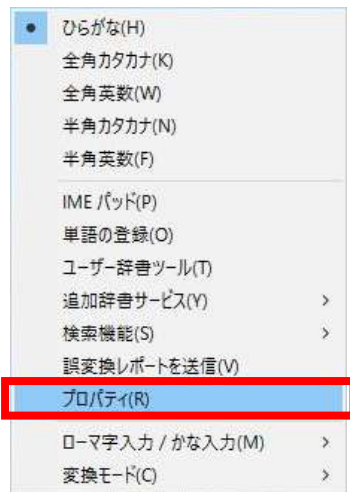 ひらがな(H)
全角カタカナ(K)
全角英数(W)
半角カタカナ(N)
半角英数(F)
IME パッド(P)
単語の登録(O)
ユーザー辞書ツール(T)
追加辞書サービス(Y)
検索機能(S)
誤変換レポートを送信(V)
プロパティ(R)
ローマ字入力 / かな入力(M)
変換モード(C)